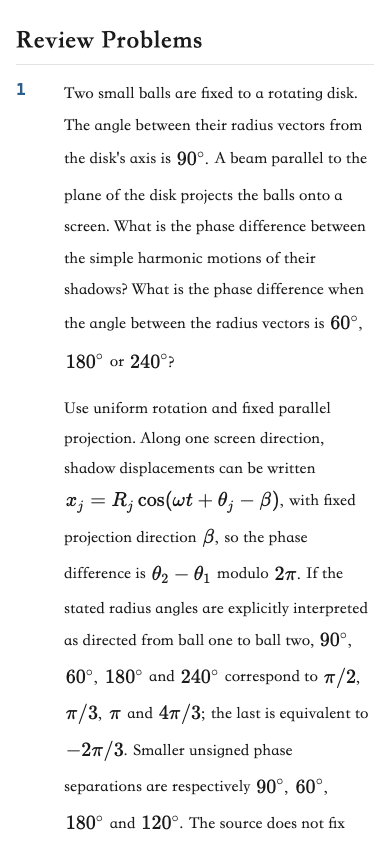 Review Problems
1 Two small balls are fixed to a rotating disk.
The angle between their radius vectors from
the disk's axis is 90°. A beam parallel to the
plane of the disk projects the balls onto a
screen. What is the phase difference between
the simple harmonic motions of their
shadows? What is the phase difference when
the angle between the radius vectors is 60°,
180° or 240°?
Use uniform rotation and fixed parallel
projection. Along one screen direction,
shadow displacements can be written
x_j = R_j cos(ωt + θ_j − β), with fixed
projection direction β, so the phase
difference is θ₂ − θ₁ modulo 2π. If the
stated radius angles are explicitly interpreted
as directed from ball one to ball two, 90°,
60°, 180° and 240° correspond to π/2,
π/3, π and 4π/3; the last is equivalent to
−2π/3. Smaller unsigned phase
separations are respectively 90°, 60°,
180° and 120°. The source does not fix